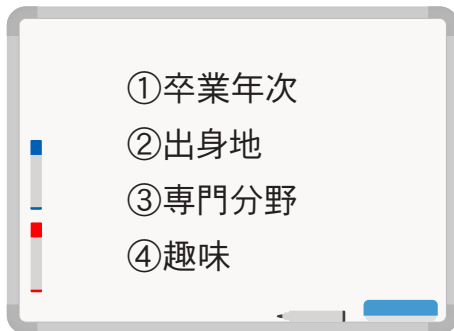 ①卒業年次
②出身地
③専門分野
④趣味